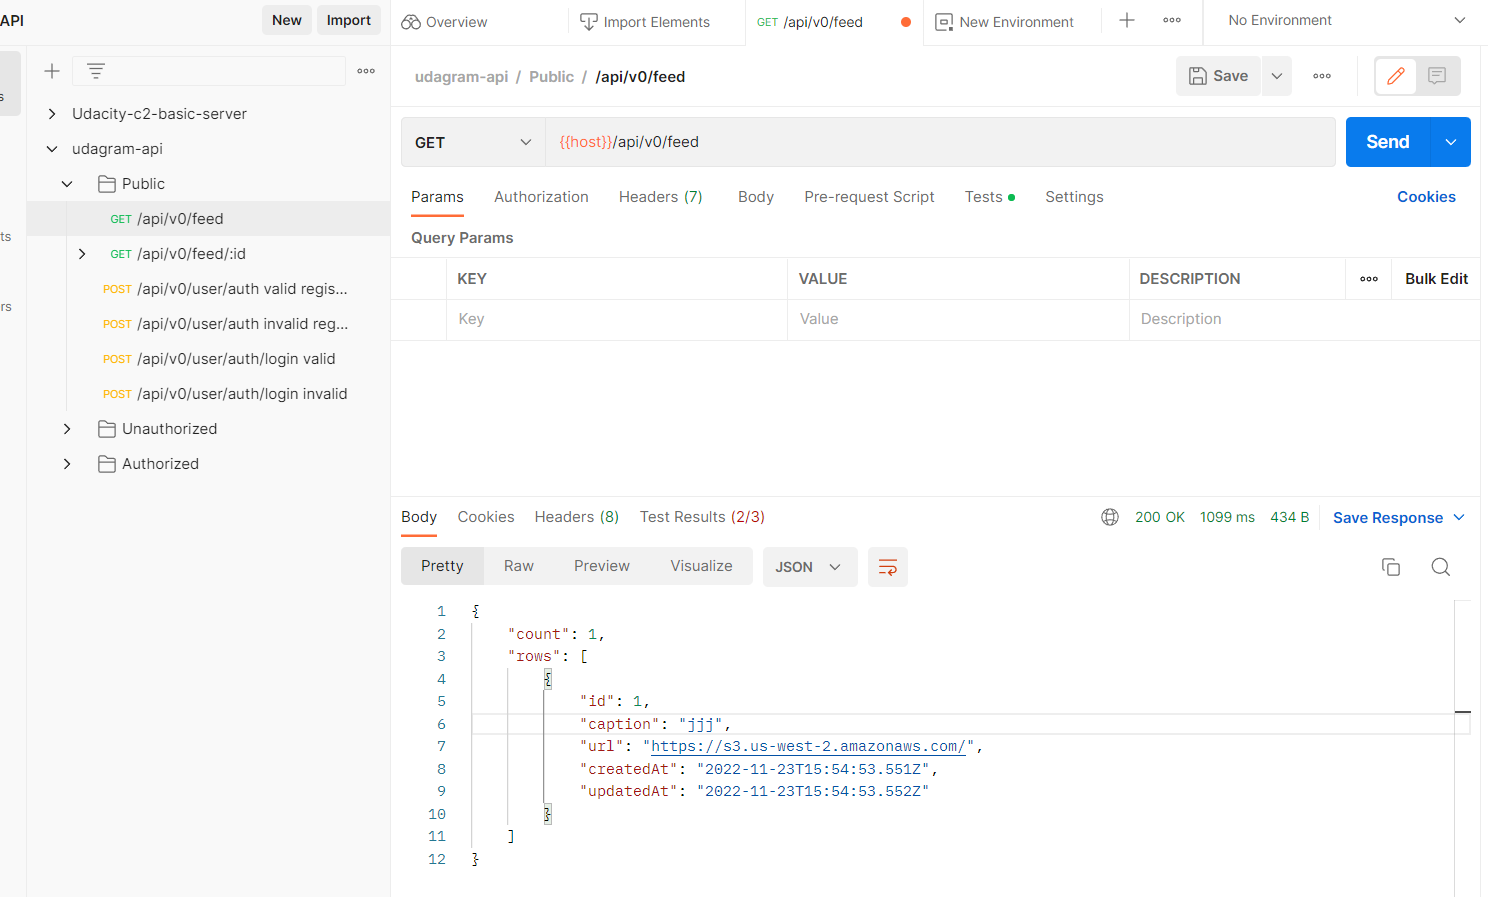 API
New
Import
Overview
Import Elements
GET /api/v0/feed
New Environment
No Environment
s
ts
rs
Udacity-c2-basic-server
udagram-api
Public
GET /api/v0/feed
GET /api/v0/feed/:id
POST /api/v0/user/auth valid regis...
POST /api/v0/user/auth invalid reg...
POST /api/v0/user/auth/login valid
POST /api/v0/user/auth/login invalid
Unauthorized
Authorized
udagram-api / Public / /api/v0/feed
Save
GET
{{host}}/api/v0/feed
Send
Params
Authorization
Headers (7)
Body
Pre-request Script
Tests
Settings
Cookies
Query Params
KEY
VALUE
DESCRIPTION
Bulk Edit
Key
Value
Description
Body
Cookies
Headers (8)
Test Results (2/3)
200 OK
1099 ms
434 B
Save Response
Pretty
Raw
Preview
Visualize
JSON
1 {
2 "count": 1,
3 "rows": [
4 {
5 "id": 1,
6 "caption": "jjj",
7 "url": "https://s3.us-west-2.amazonaws.com/",
8 "createdAt": "2022-11-23T15:54:53.551Z",
9 "updatedAt": "2022-11-23T15:54:53.552Z"
10 }
11 ]
12 }